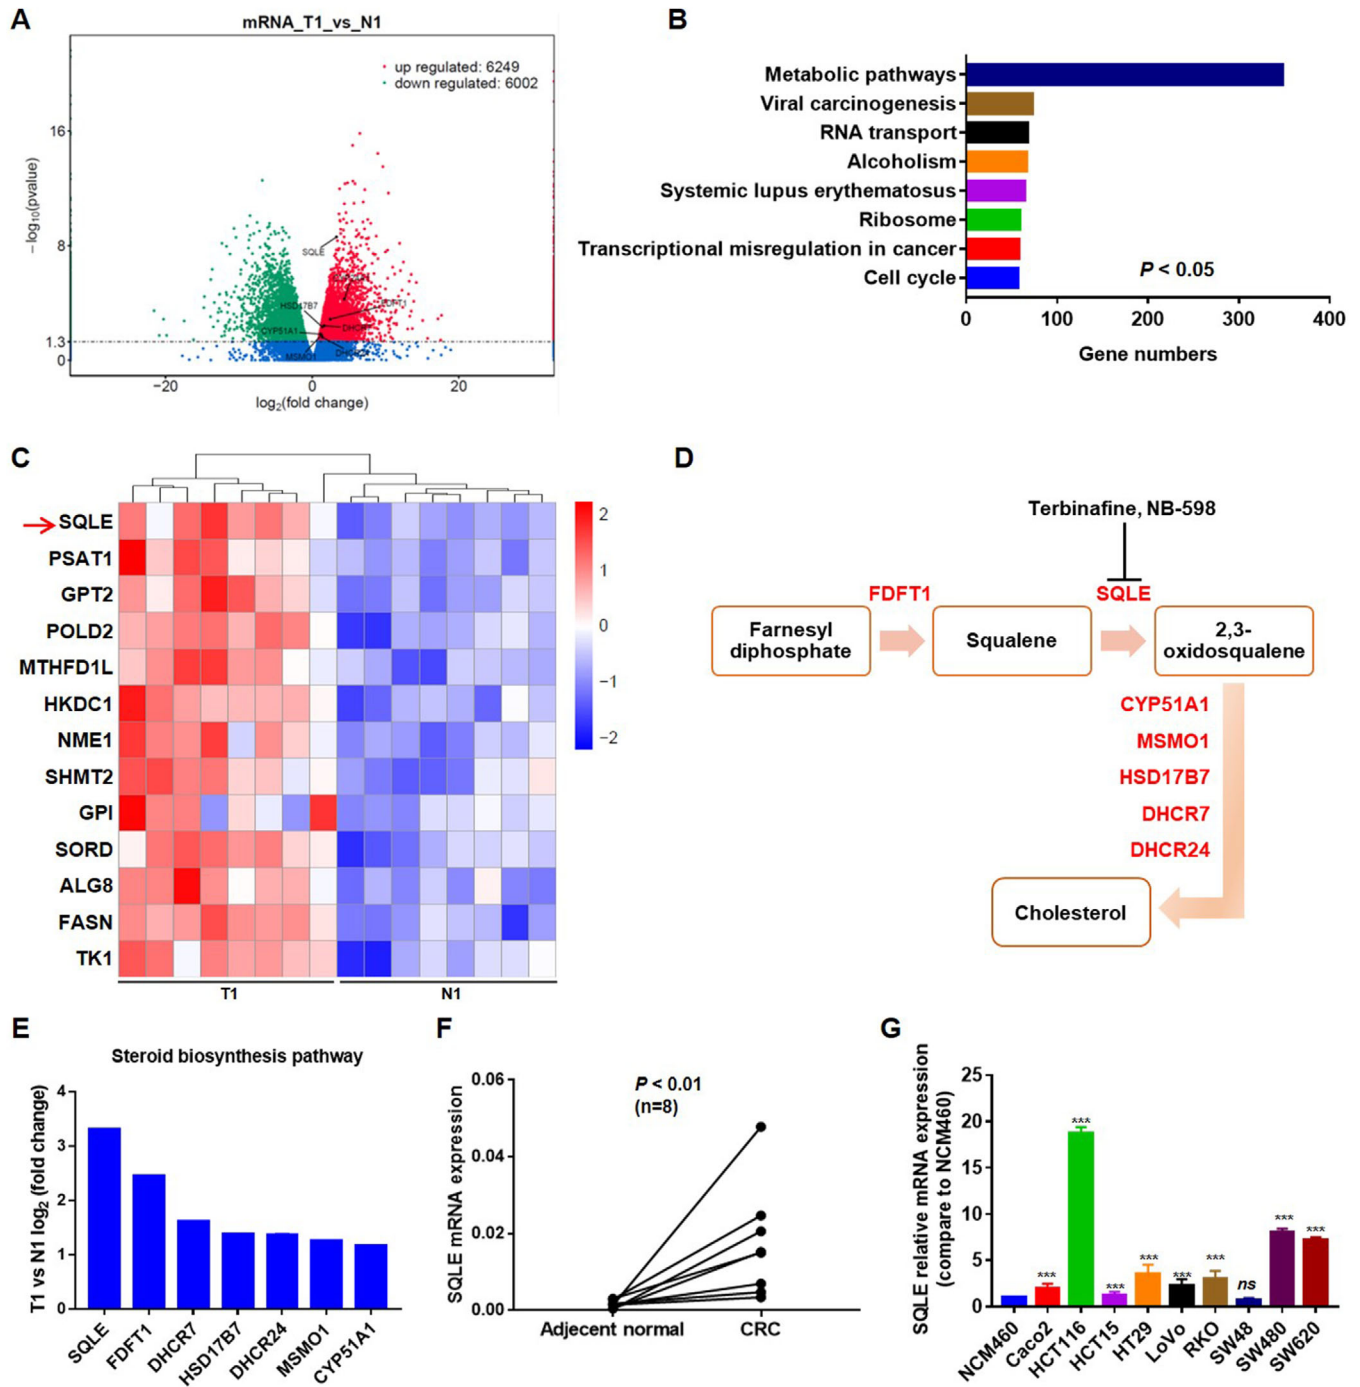 A
mRNA_T1_vs_N1
up regulated: 6249
down regulated: 6002
16
8
1.3
0
−log10(pvalue)
SQLE
HSD17B7
FDFT1
CYP51A1
DHCR7
MSMO1
DHCR24
−20
0
20
log2(fold change)
B
Metabolic pathways
Viral carcinogenesis
RNA transport
Alcoholism
Systemic lupus erythematosus
Ribosome
Transcriptional misregulation in cancer
Cell cycle
P < 0.05
0
100
200
300
400
Gene numbers
C
SQLE
PSAT1
GPT2
POLD2
MTHFD1L
HKDC1
NME1
SHMT2
GPI
SORD
ALG8
FASN
TK1
T1
N1
2
1
0
−1
−2
D
Terbinafine, NB-598
FDFT1
SQLE
Farnesyl
diphosphate
Squalene
2,3-
oxidosqualene
CYP51A1
MSMO1
HSD17B7
DHCR7
DHCR24
Cholesterol
E
Steroid biosynthesis pathway
T1 vs N1 log2 (fold change)
4
3
2
1
0
SQLE
FDFT1
DHCR7
HSD17B7
DHCR24
MSMO1
CYP51A1
F
SQLE mRNA expression
0.06
0.04
0.02
0.00
P < 0.01
(n=8)
Adjecent normal
CRC
G
SQLE relative mRNA expression
(compare to NCM460)
25
20
15
10
5
0
***
***
***
***
***
***
ns
***
***
NCM460
Caco2
HCT116
HCT15
HT29
LoVo
RKO
SW48
SW480
SW620